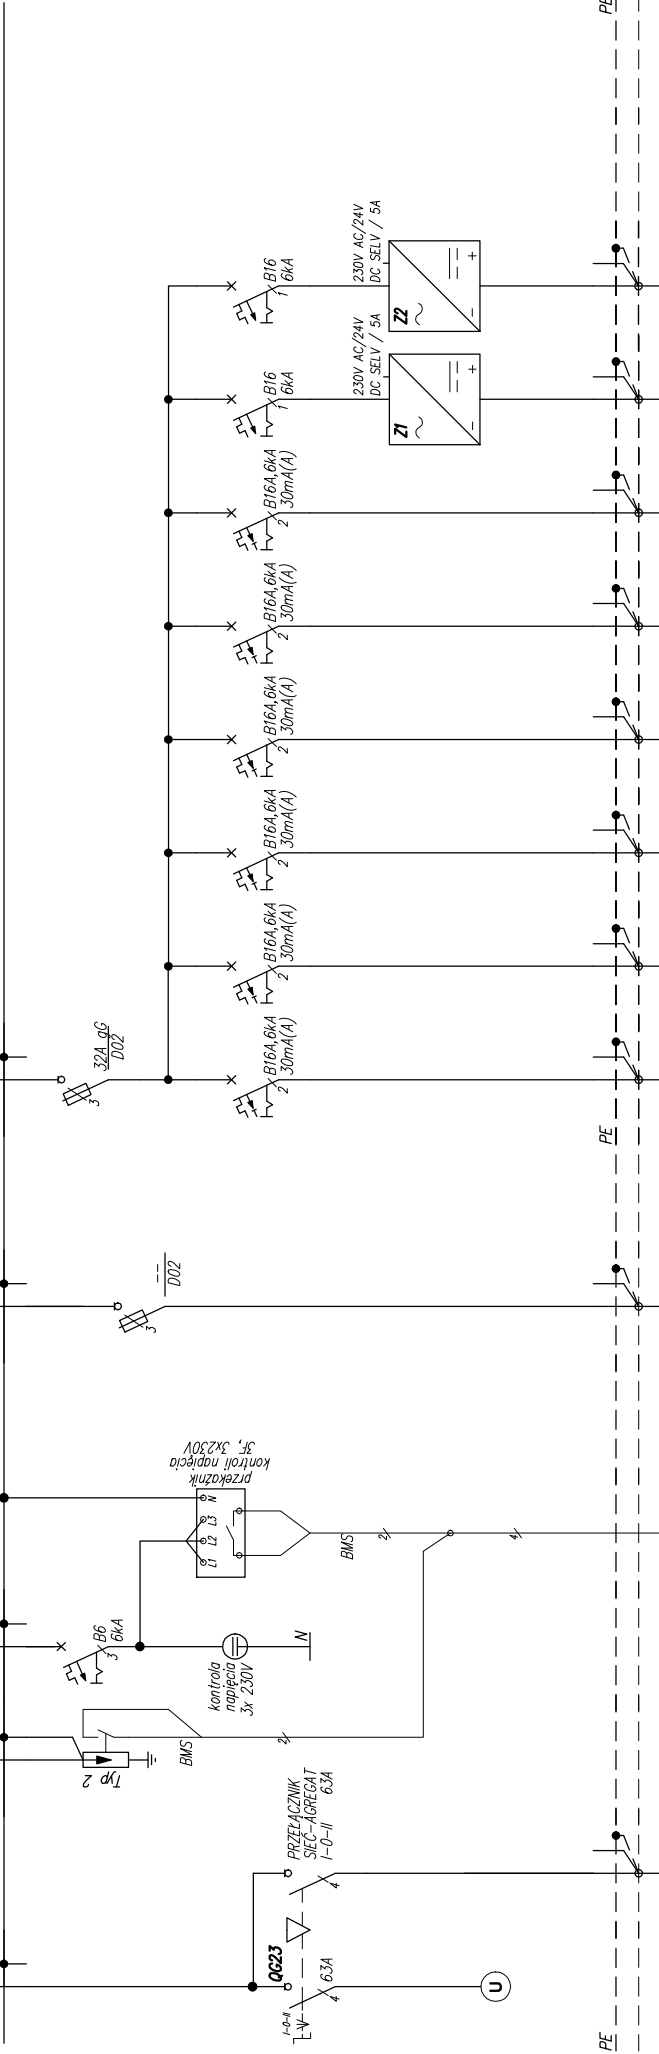 PE
230V AC/24V
DC SELV / 5A
B16
6kA
1
Z2
230V AC/24V
DC SELV / 5A
B16
6kA
1
Z1
B16A,6kA
30mA(A)
2
B16A,6kA
30mA(A)
2
B16A,6kA
30mA(A)
2
B16A,6kA
30mA(A)
2
B16A,6kA
30mA(A)
2
B16A,6kA
30mA(A)
2
32A gG
D02
3
PE
D02
3
przekaźnik
kontroli napięcia
3F, 3x230V
L1 L2 L3 N
BMS
2
4
B6
6kA
3
kontrola
napięcia
3x 230V
N
Typ 2
BMS
2
PRZEŁĄCZNIK
SIEĆ-AGREGAT
I-0-II 63A
4
QG23
63A
4
I-0-II
U
PE